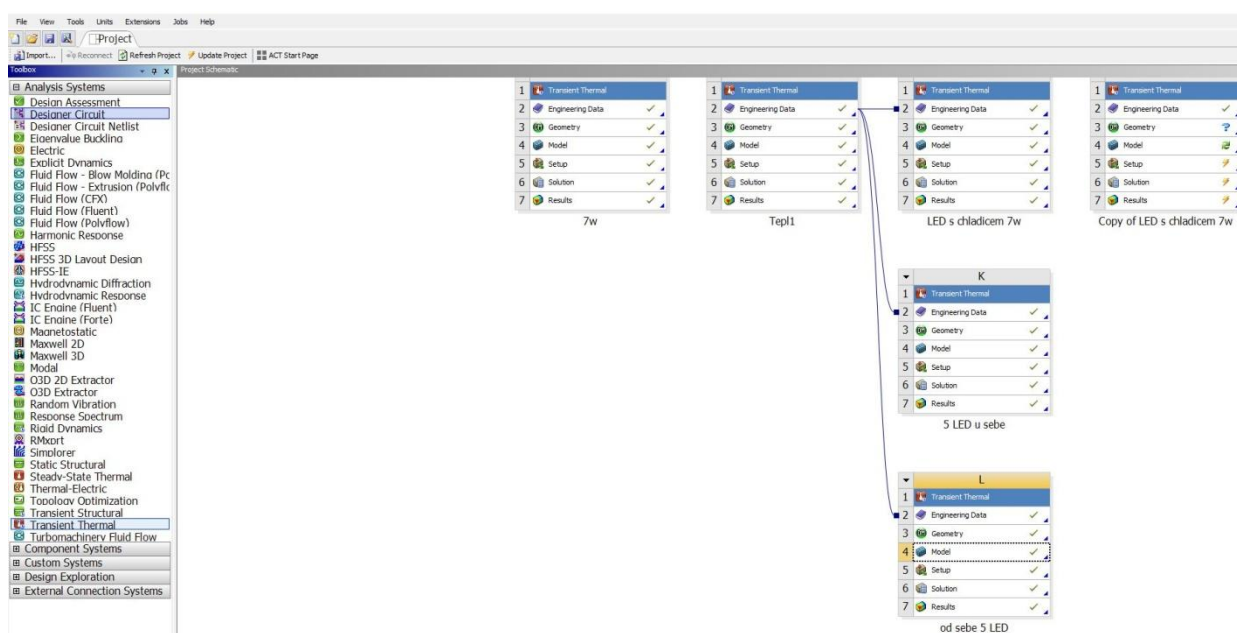 File View Tools Units Extensions Jobs Help
Project
Import... Reconnect Refresh Project Update Project ACT Start Page
Toolbox
Project Schematic
Analysis Systems
Design Assessment
Designer Circuit
Designer Circuit Netlist
Eigenvalue Buckling
Electric
Explicit Dynamics
Fluid Flow - Blow Molding (Po
Fluid Flow - Extrusion (Polyflo
Fluid Flow (CFX)
Fluid Flow (Fluent)
Fluid Flow (Polyflow)
Harmonic Response
HFSS
HFSS 3D Layout Design
HFSS-IE
Hydrodynamic Diffraction
Hydrodynamic Response
IC Engine (Fluent)
IC Engine (Forte)
Magnetostatic
Maxwell 2D
Maxwell 3D
Modal
Q3D 2D Extractor
Q3D Extractor
Random Vibration
Response Spectrum
Rigid Dynamics
RMxprt
Simplorer
Static Structural
Steady-State Thermal
Thermal-Electric
Topology Optimization
Transient Structural
Transient Thermal
Turbomachinery Fluid Flow
Component Systems
Custom Systems
Design Exploration
External Connection Systems
1 Transient Thermal
2 Engineering Data
3 Geometry
4 Model
5 Setup
6 Solution
7 Results
7w
1 Transient Thermal
2 Engineering Data
3 Geometry
4 Model
5 Setup
6 Solution
7 Results
Tepl1
1 Transient Thermal
2 Engineering Data
3 Geometry
4 Model
5 Setup
6 Solution
7 Results
LED s chladicem 7w
1 Transient Thermal
2 Engineering Data
3 Geometry ?
4 Model
5 Setup
6 Solution
7 Results
Copy of LED s chladicem 7w
K
1 Transient Thermal
2 Engineering Data
3 Geometry
4 Model
5 Setup
6 Solution
7 Results
5 LED u sebe
L
1 Transient Thermal
2 Engineering Data
3 Geometry
4 Model
5 Setup
6 Solution
7 Results
od sebe 5 LED